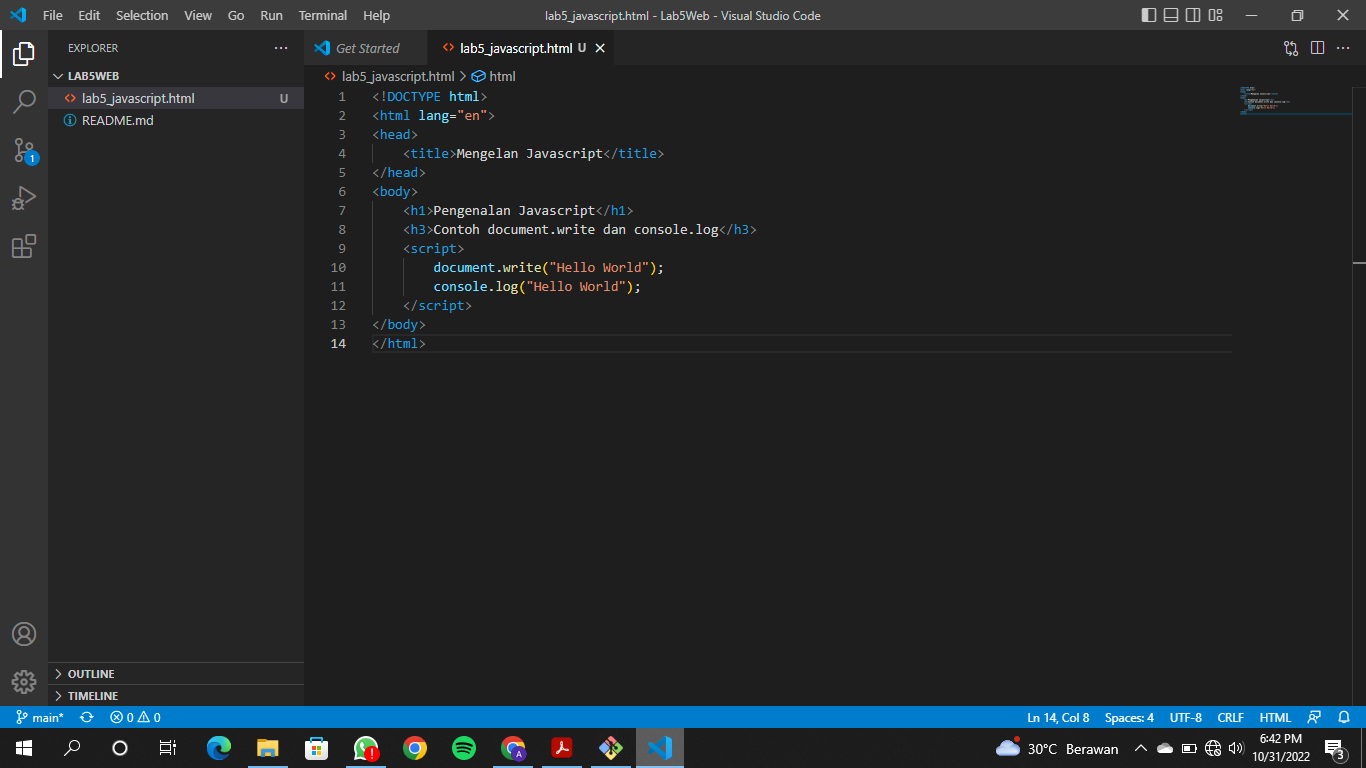 File Edit Selection View Go Run Terminal Help lab5_javascript.html - Lab5Web - Visual Studio Code
EXPLORER
LAB5WEB
lab5_javascript.html U
README.md
1
OUTLINE
TIMELINE
Get Started lab5_javascript.html U
lab5_javascript.html > html
1 <!DOCTYPE html>
2 <html lang="en">
3 <head>
4 <title>Mengelan Javascript</title>
5 </head>
6 <body>
7 <h1>Pengenalan Javascript</h1>
8 <h3>Contoh document.write dan console.log</h3>
9 <script>
10 document.write("Hello World");
11 console.log("Hello World");
12 </script>
13 </body>
14 </html>
main* 0 0 Ln 14, Col 8 Spaces: 4 UTF-8 CRLF HTML
30°C Berawan 6:42 PM
10/31/2022 3